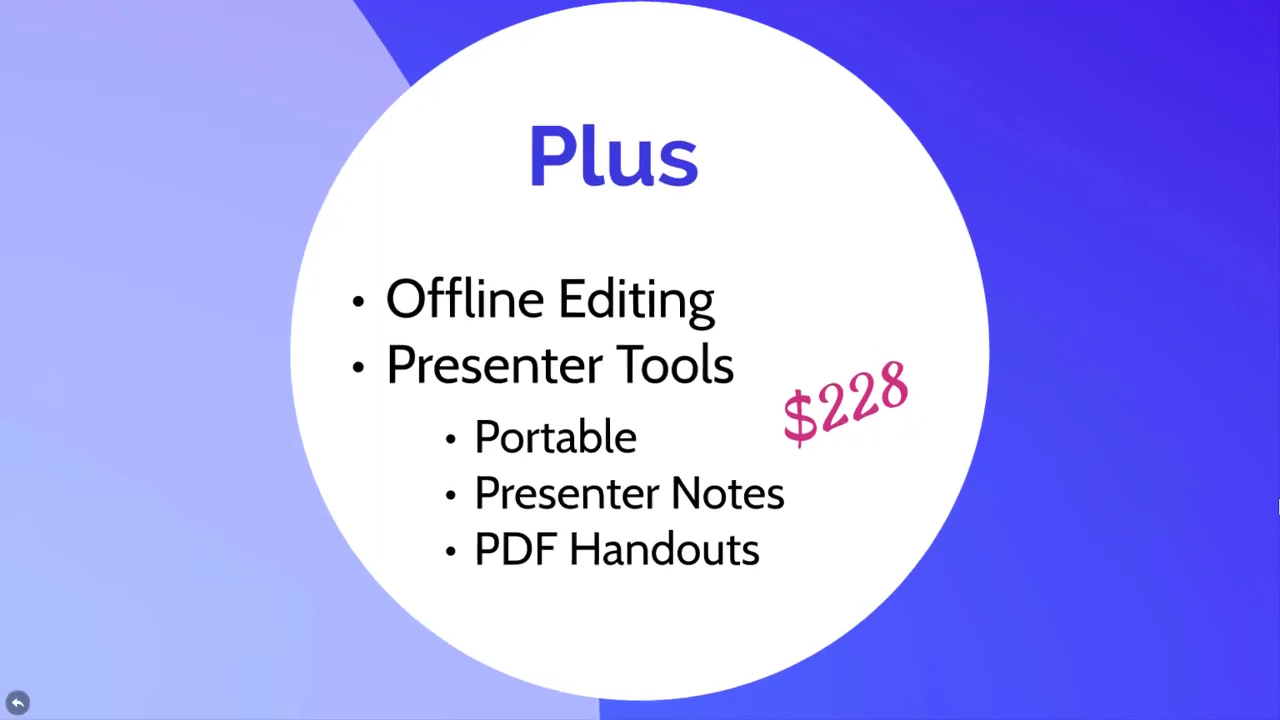 Plus
• Offline Editing
• Presenter Tools
$228
• Portable
• Presenter Notes
• PDF Handouts